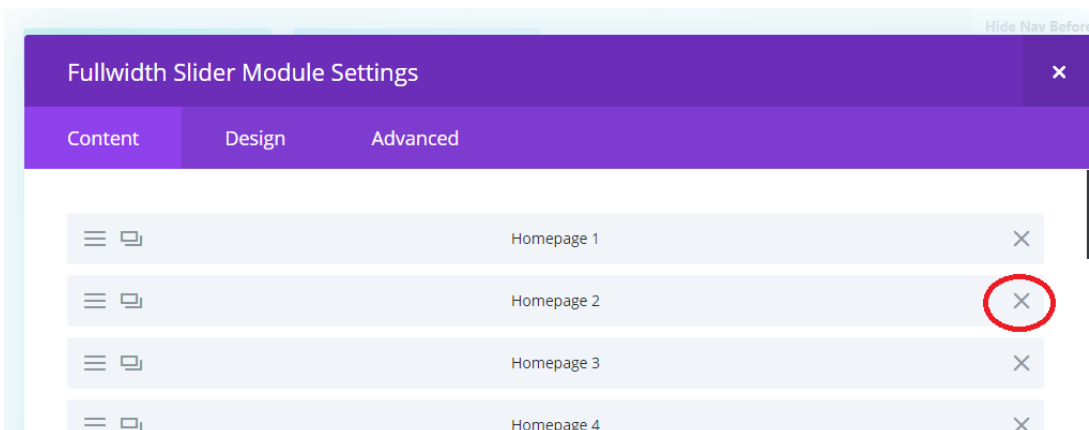 Hide Nav Before
Fullwidth Slider Module Settings
Content Design Advanced
Homepage 1
Homepage 2
Homepage 3
Homepage 4